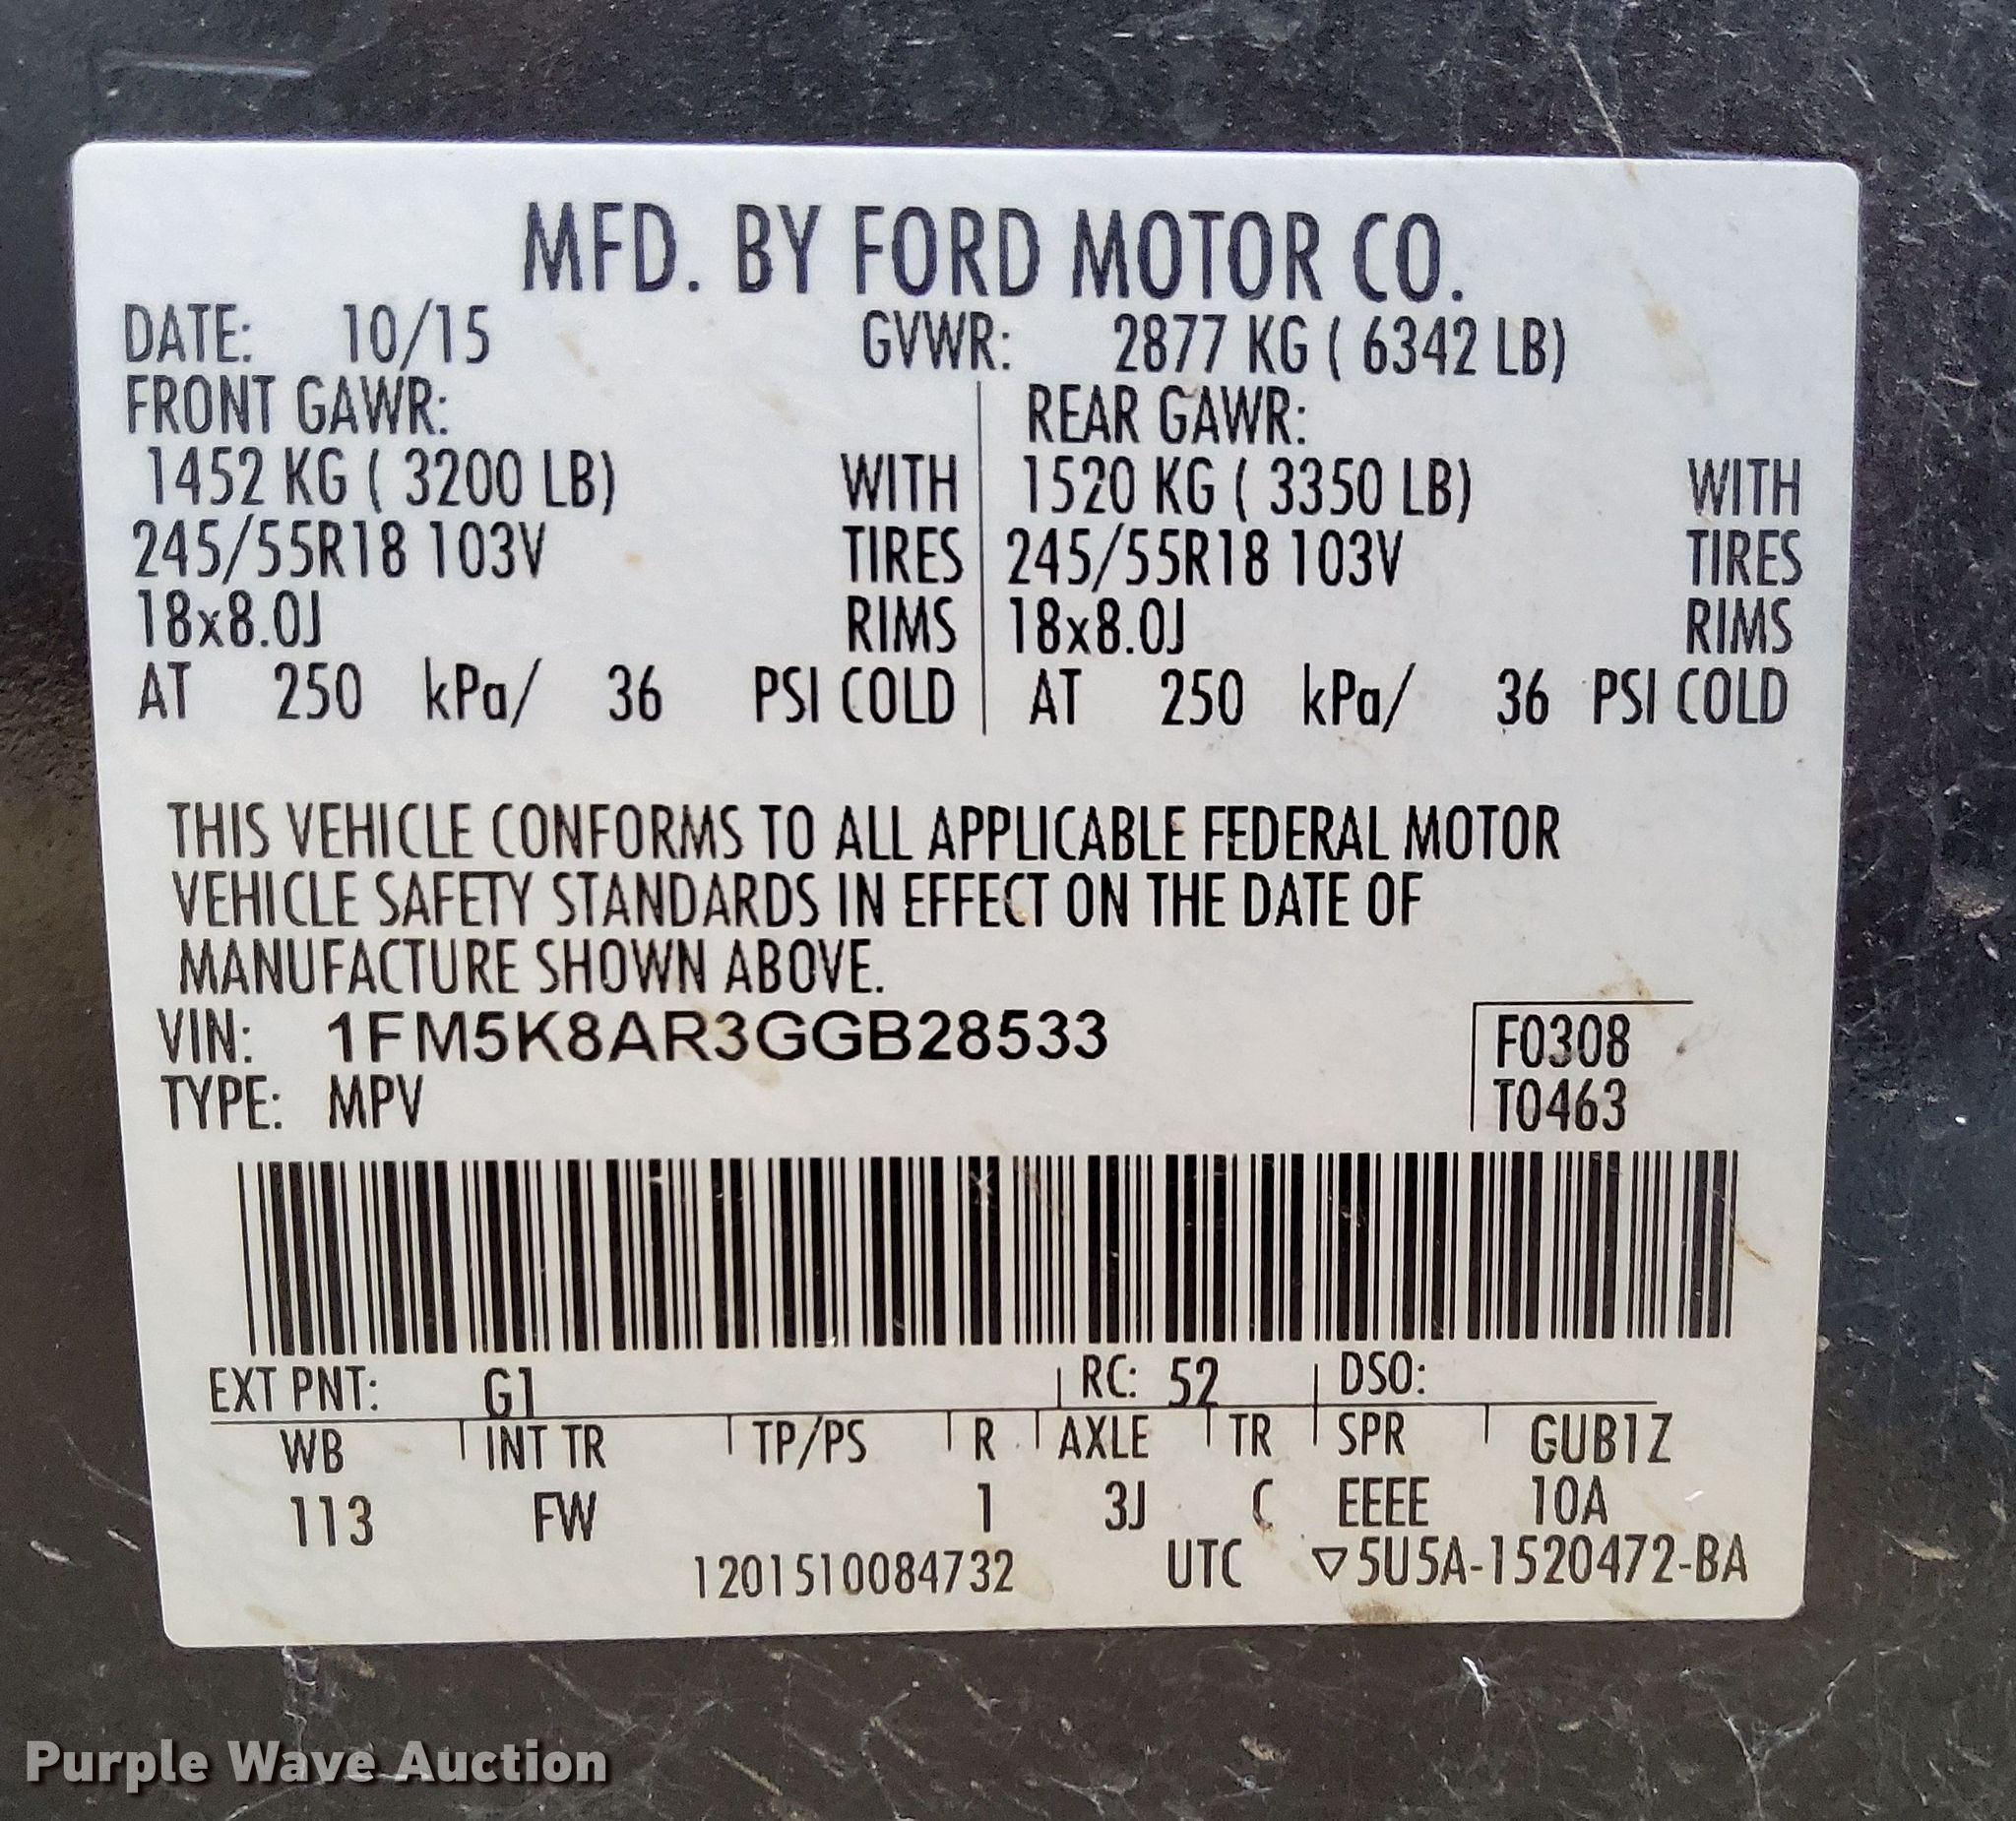 MFD. BY FORD MOTOR CO.
DATE: 10/15 GVWR: 2877 KG ( 6342 LB)
FRONT GAWR: REAR GAWR:
1452 KG ( 3200 LB) WITH 1520 KG ( 3350 LB) WITH
245/55R18 103V TIRES 245/55R18 103V TIRES
18x8.0J RIMS 18x8.0J RIMS
AT 250 kPa/ 36 PSI COLD AT 250 kPa/ 36 PSI COLD
THIS VEHICLE CONFORMS TO ALL APPLICABLE FEDERAL MOTOR
VEHICLE SAFETY STANDARDS IN EFFECT ON THE DATE OF
MANUFACTURE SHOWN ABOVE.
VIN: 1FM5K8AR3GGB28533 F0308
TYPE: MPV T0463
EXT PNT: G1 RC: 52 DSO:
WB INT TR TP/PS R AXLE TR SPR GUB1Z
113 FW 1 3J C EEEE 10A
1201510084732 UTC ▽5U5A-1520472-BA
Purple Wave Auction